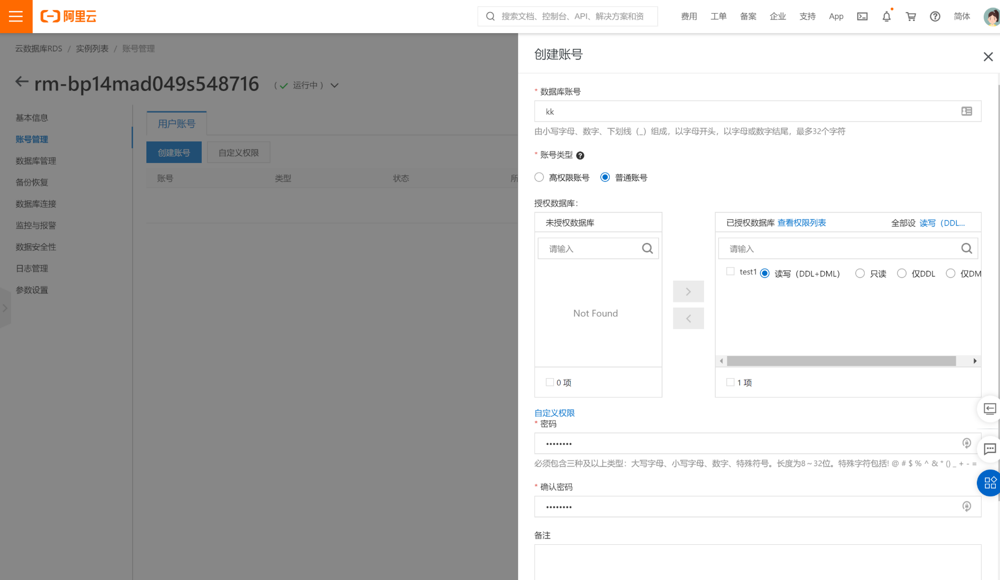 阿里云
搜索文档、控制台、API、解决方案和资
费用 工单 备案 企业 支持 App 简体
云数据库RDS / 实例列表 / 账号管理
rm-bp14mad049s548716 ( 运行中 )
基本信息
账号管理
数据库管理
备份恢复
数据库连接
监控与报警
数据安全性
日志管理
参数设置
用户账号
创建账号 自定义权限
账号 类型 状态 所
创建账号
* 数据库账号
kk
由小写字母、数字、下划线（_）组成，以字母开头，以字母或数字结尾，最多32个字符
* 账号类型
高权限账号 普通账号
授权数据库：
未授权数据库
请输入
Not Found
0 项
已授权数据库 查看权限列表 全部设 读写（DDL...
请输入
test1 读写（DDL+DML） 只读 仅DDL 仅DM
1 项
自定义权限
* 密码
••••••••
必须包含三种及以上类型：大写字母、小写字母、数字、特殊符号。长度为8～32位。特殊字符包括! @ # $ % ^ & * () _ + - =
* 确认密码
••••••••
备注